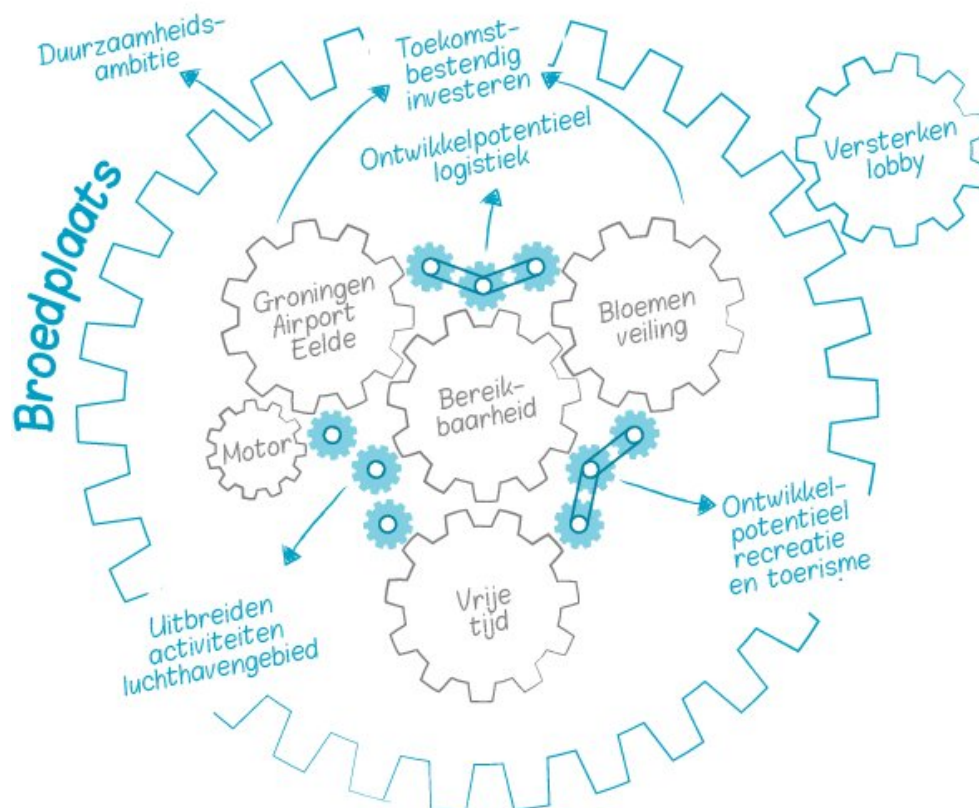 Duurzaamheids-
ambitie
Toekomst-
bestendig
investeren
Ontwikkelpotentieel
logistiek
Versterken
lobby
Broedplaats
Groningen
Airport
Eelde
Bloemen
veiling
Bereik-
baarheid
Motor
Ontwikkel-
potentieel
recreatie
en toerisme
Vrije
tijd
Uitbreiden
activiteiten
luchthavengebied